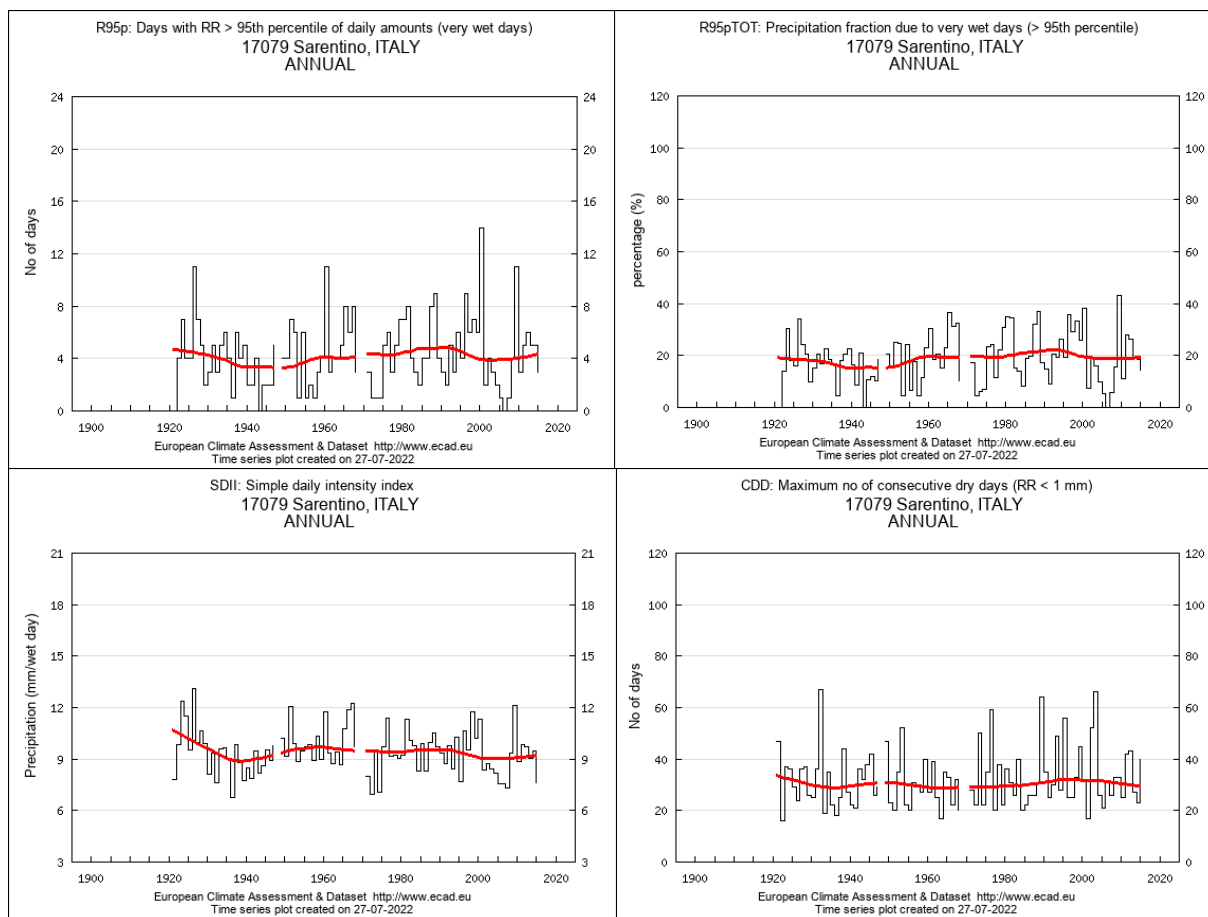 R95p: Days with RR > 95th percentile of daily amounts (very wet days)
17079 Sarentino, ITALY
ANNUAL
No of days
24 24
20 20
16 16
12 12
8 8
4 4
0 0
1900 1920 1940 1960 1980 2000 2020
European Climate Assessment & Dataset http://www.ecad.eu
Time series plot created on 27-07-2022
R95pTOT: Precipitation fraction due to very wet days (> 95th percentile)
17079 Sarentino, ITALY
ANNUAL
percentage (%)
120 120
100 100
80 80
60 60
40 40
20 20
0 0
1900 1920 1940 1960 1980 2000 2020
European Climate Assessment & Dataset http://www.ecad.eu
Time series plot created on 27-07-2022
SDII: Simple daily intensity index
17079 Sarentino, ITALY
ANNUAL
Precipitation (mm/wet day)
21 21
18 18
15 15
12 12
9 9
6 6
3 3
1900 1920 1940 1960 1980 2000 2020
European Climate Assessment & Dataset http://www.ecad.eu
Time series plot created on 27-07-2022
CDD: Maximum no of consecutive dry days (RR < 1 mm)
17079 Sarentino, ITALY
ANNUAL
No of days
120 120
100 100
80 80
60 60
40 40
20 20
0 0
1900 1920 1940 1960 1980 2000 2020
European Climate Assessment & Dataset http://www.ecad.eu
Time series plot created on 27-07-2022